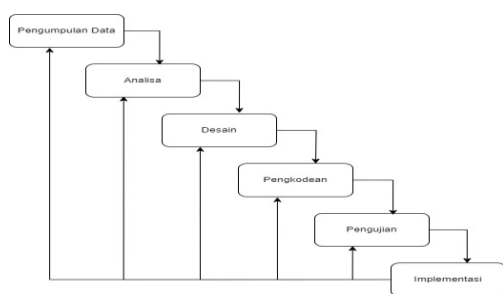 Pengumpulan Data
Analisa
Desain
Pengkodean
Pengujian
Implementasi